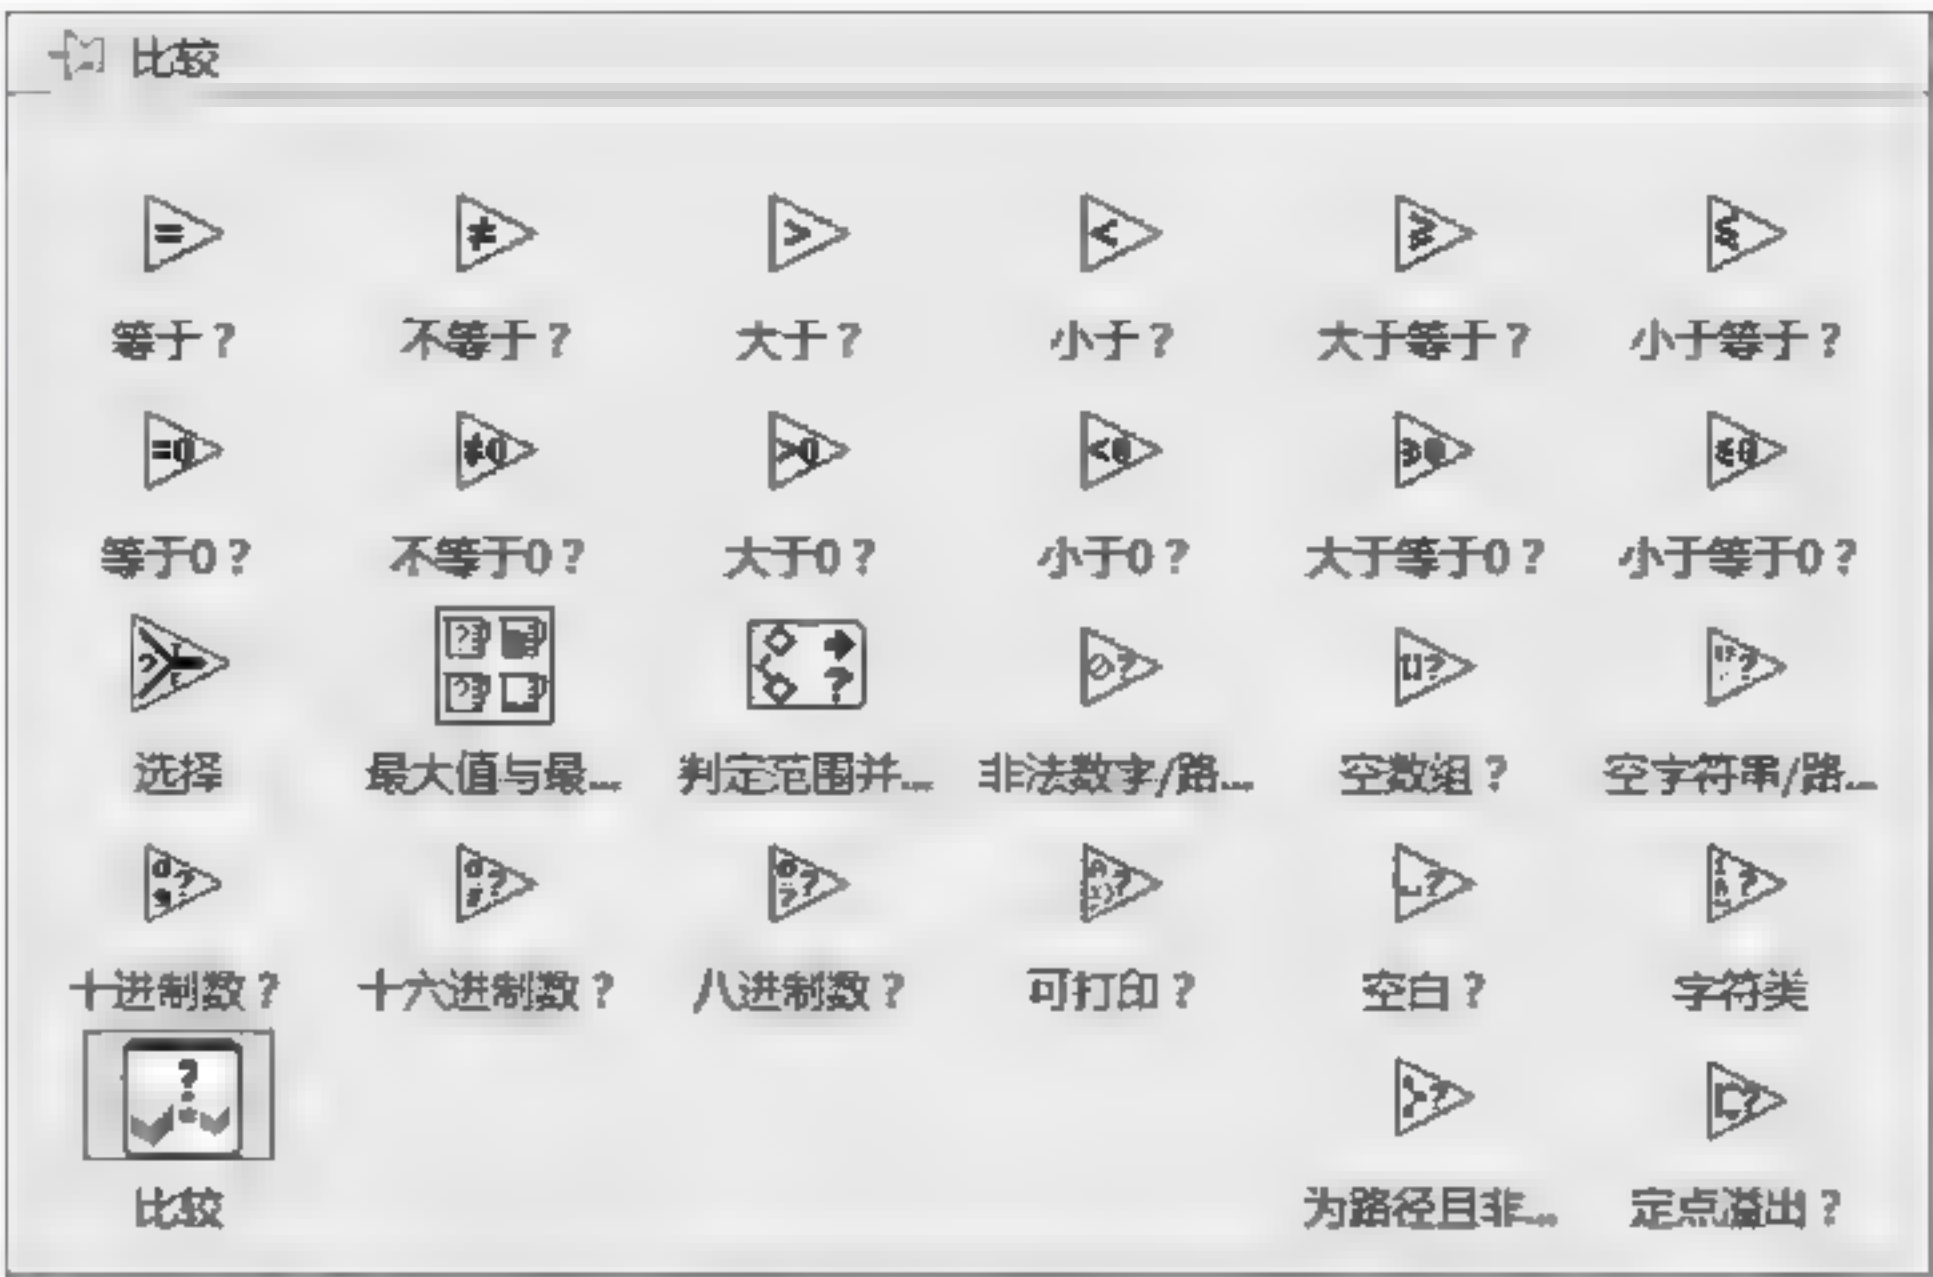 比较
等于? 不等于? 大于? 小于? 大于等于? 小于等于?
等于0? 不等于0? 大于0? 小于0? 大于等于0? 小于等于0?
选择 最大值与最... 判定范围并... 非法数字/路... 空数组? 空字符串/路...
十进制数? 十六进制数? 八进制数? 可打印? 空白? 字符类
比较 为路径且非... 定点溢出?